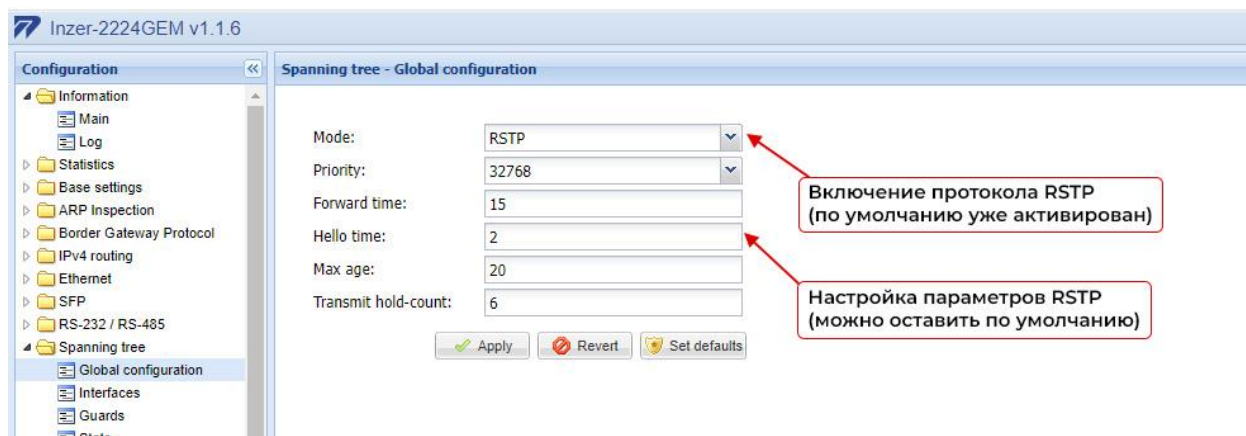 Inzer-2224GEM v1.1.6
Configuration
Information
Main
Log
Statistics
Base settings
ARP Inspection
Border Gateway Protocol
IPv4 routing
Ethernet
SFP
RS-232 / RS-485
Spanning tree
Global configuration
Interfaces
Guards
Spanning tree - Global configuration
Mode: RSTP
Priority: 32768
Forward time: 15
Hello time: 2
Max age: 20
Transmit hold-count: 6
Apply Revert Set defaults
Включение протокола RSTP
(по умолчанию уже активирован)
Настройка параметров RSTP
(можно оставить по умолчанию)